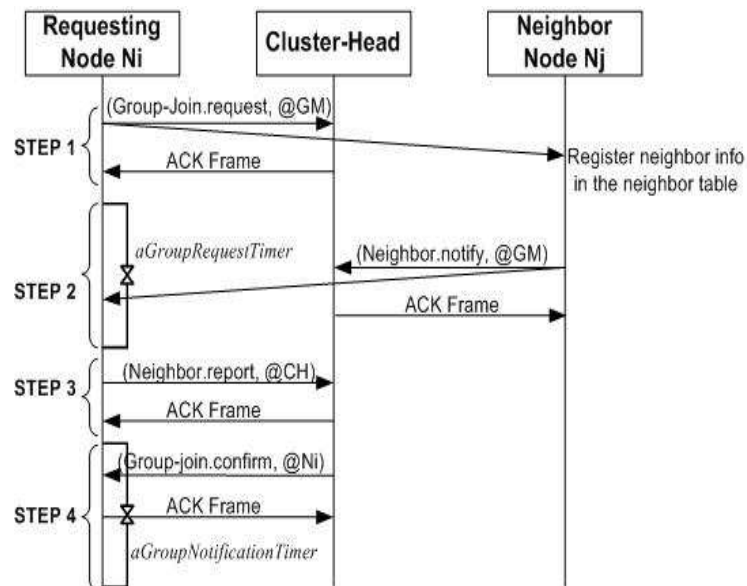 Requesting
Node Ni
Cluster-Head
Neighbor
Node Nj
(Group-Join.request, @GM)
STEP 1
ACK Frame
Register neighbor info
in the neighbor table
aGroupRequestTimer
(Neighbor.notify, @GM)
STEP 2
ACK Frame
(Neighbor.report, @CH)
STEP 3
ACK Frame
(Group-join.confirm, @Ni)
STEP 4
ACK Frame
aGroupNotificationTimer